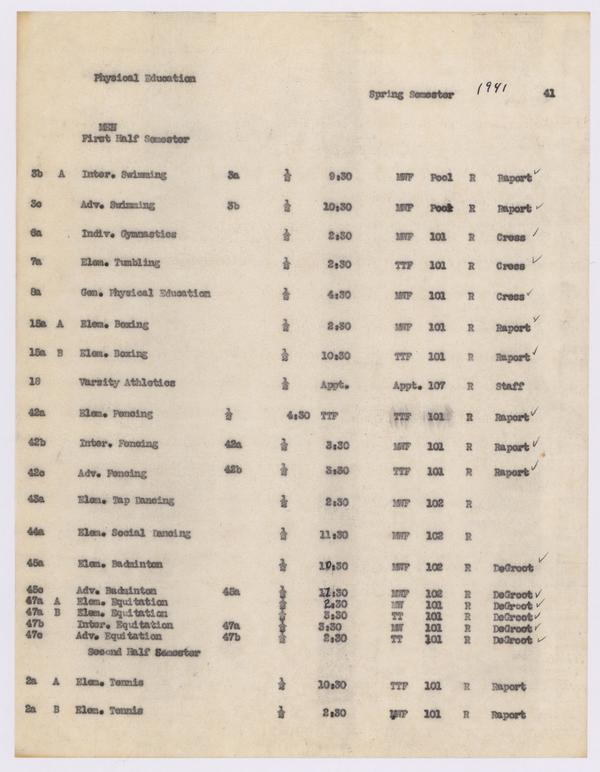 Physical Education
Spring Semester 1941 41
MEN
First Half Semester
3b A Inter. Swimming 3a ½ 9:30 MWF Pool R Raport ✓
3c Adv. Swimming 3b ½ 10:30 MWF Pool R Raport ✓
6a Indiv. Gymnastics ½ 2:30 MWF 101 R Cress ✓
7a Elem. Tumbling ½ 2:30 TTF 101 R Cress ✓
8a Gen. Physical Education ½ 4:30 MWF 101 R Cress ✓
15a A Elem. Boxing ½ 2:30 MWF 101 R Raport ✓
15a B Elem. Boxing ½ 10:30 TTF 101 R Raport ✓
18 Varsity Athletics ½ Appt. Appt. 107 R Staff
42a Elem. Fencing ½ 4:30 TTF TTF 101 R Raport ✓
42b Inter. Fencing 42a ½ 3:30 MWF 101 R Raport ✓
42c Adv. Fencing 42b ½ 3:30 TTF 101 R Raport ✓
43a Elem. Tap Dancing ½ 2:30 MWF 102 R
44a Elem. Social Dancing ½ 11:30 MWF 102 R
45a Elem. Badminton ½ 10:30 MWF 102 R DeGroot ✓
45c Adv. Badminton 45a ½ 11:30 MWF 102 R DeGroot ✓
47a A Elem. Equitation ½ 2:30 MW 101 R DeGroot ✓
47a B Elem. Equitation ½ 3:30 TT 101 R DeGroot ✓
47b Inter. Equitation 47a ½ 3:30 MW 101 R DeGroot ✓
47c Adv. Equitation 47b ½ 2:30 TT 101 R DeGroot ✓
Second Half Semester
2a A Elem. Tennis ½ 10:30 TTF 101 R Raport
2a B Elem. Tennis ½ 2:30 MWF 101 R Raport